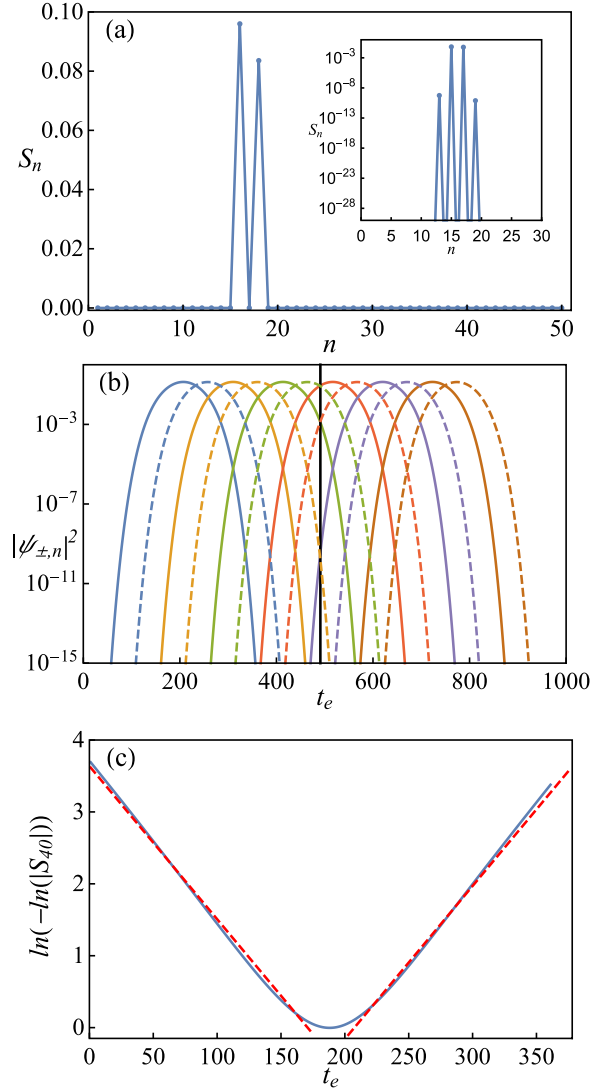 (a)
0.10
0.08
0.06
0.04
0.02
0.00
S_n
0 10 20 30 40 50
n
10^-3
10^-8
10^-13
10^-18
10^-23
10^-28
S_n
0 5 10 15 20 25 30
n
(b)
10^-3
10^-7
|ψ_±,n|^2
10^-11
10^-15
0 200 400 600 800 1000
t_e
(c)
4
3
2
1
0
ln(−ln(|S_40|))
0 50 100 150 200 250 300 350
t_e